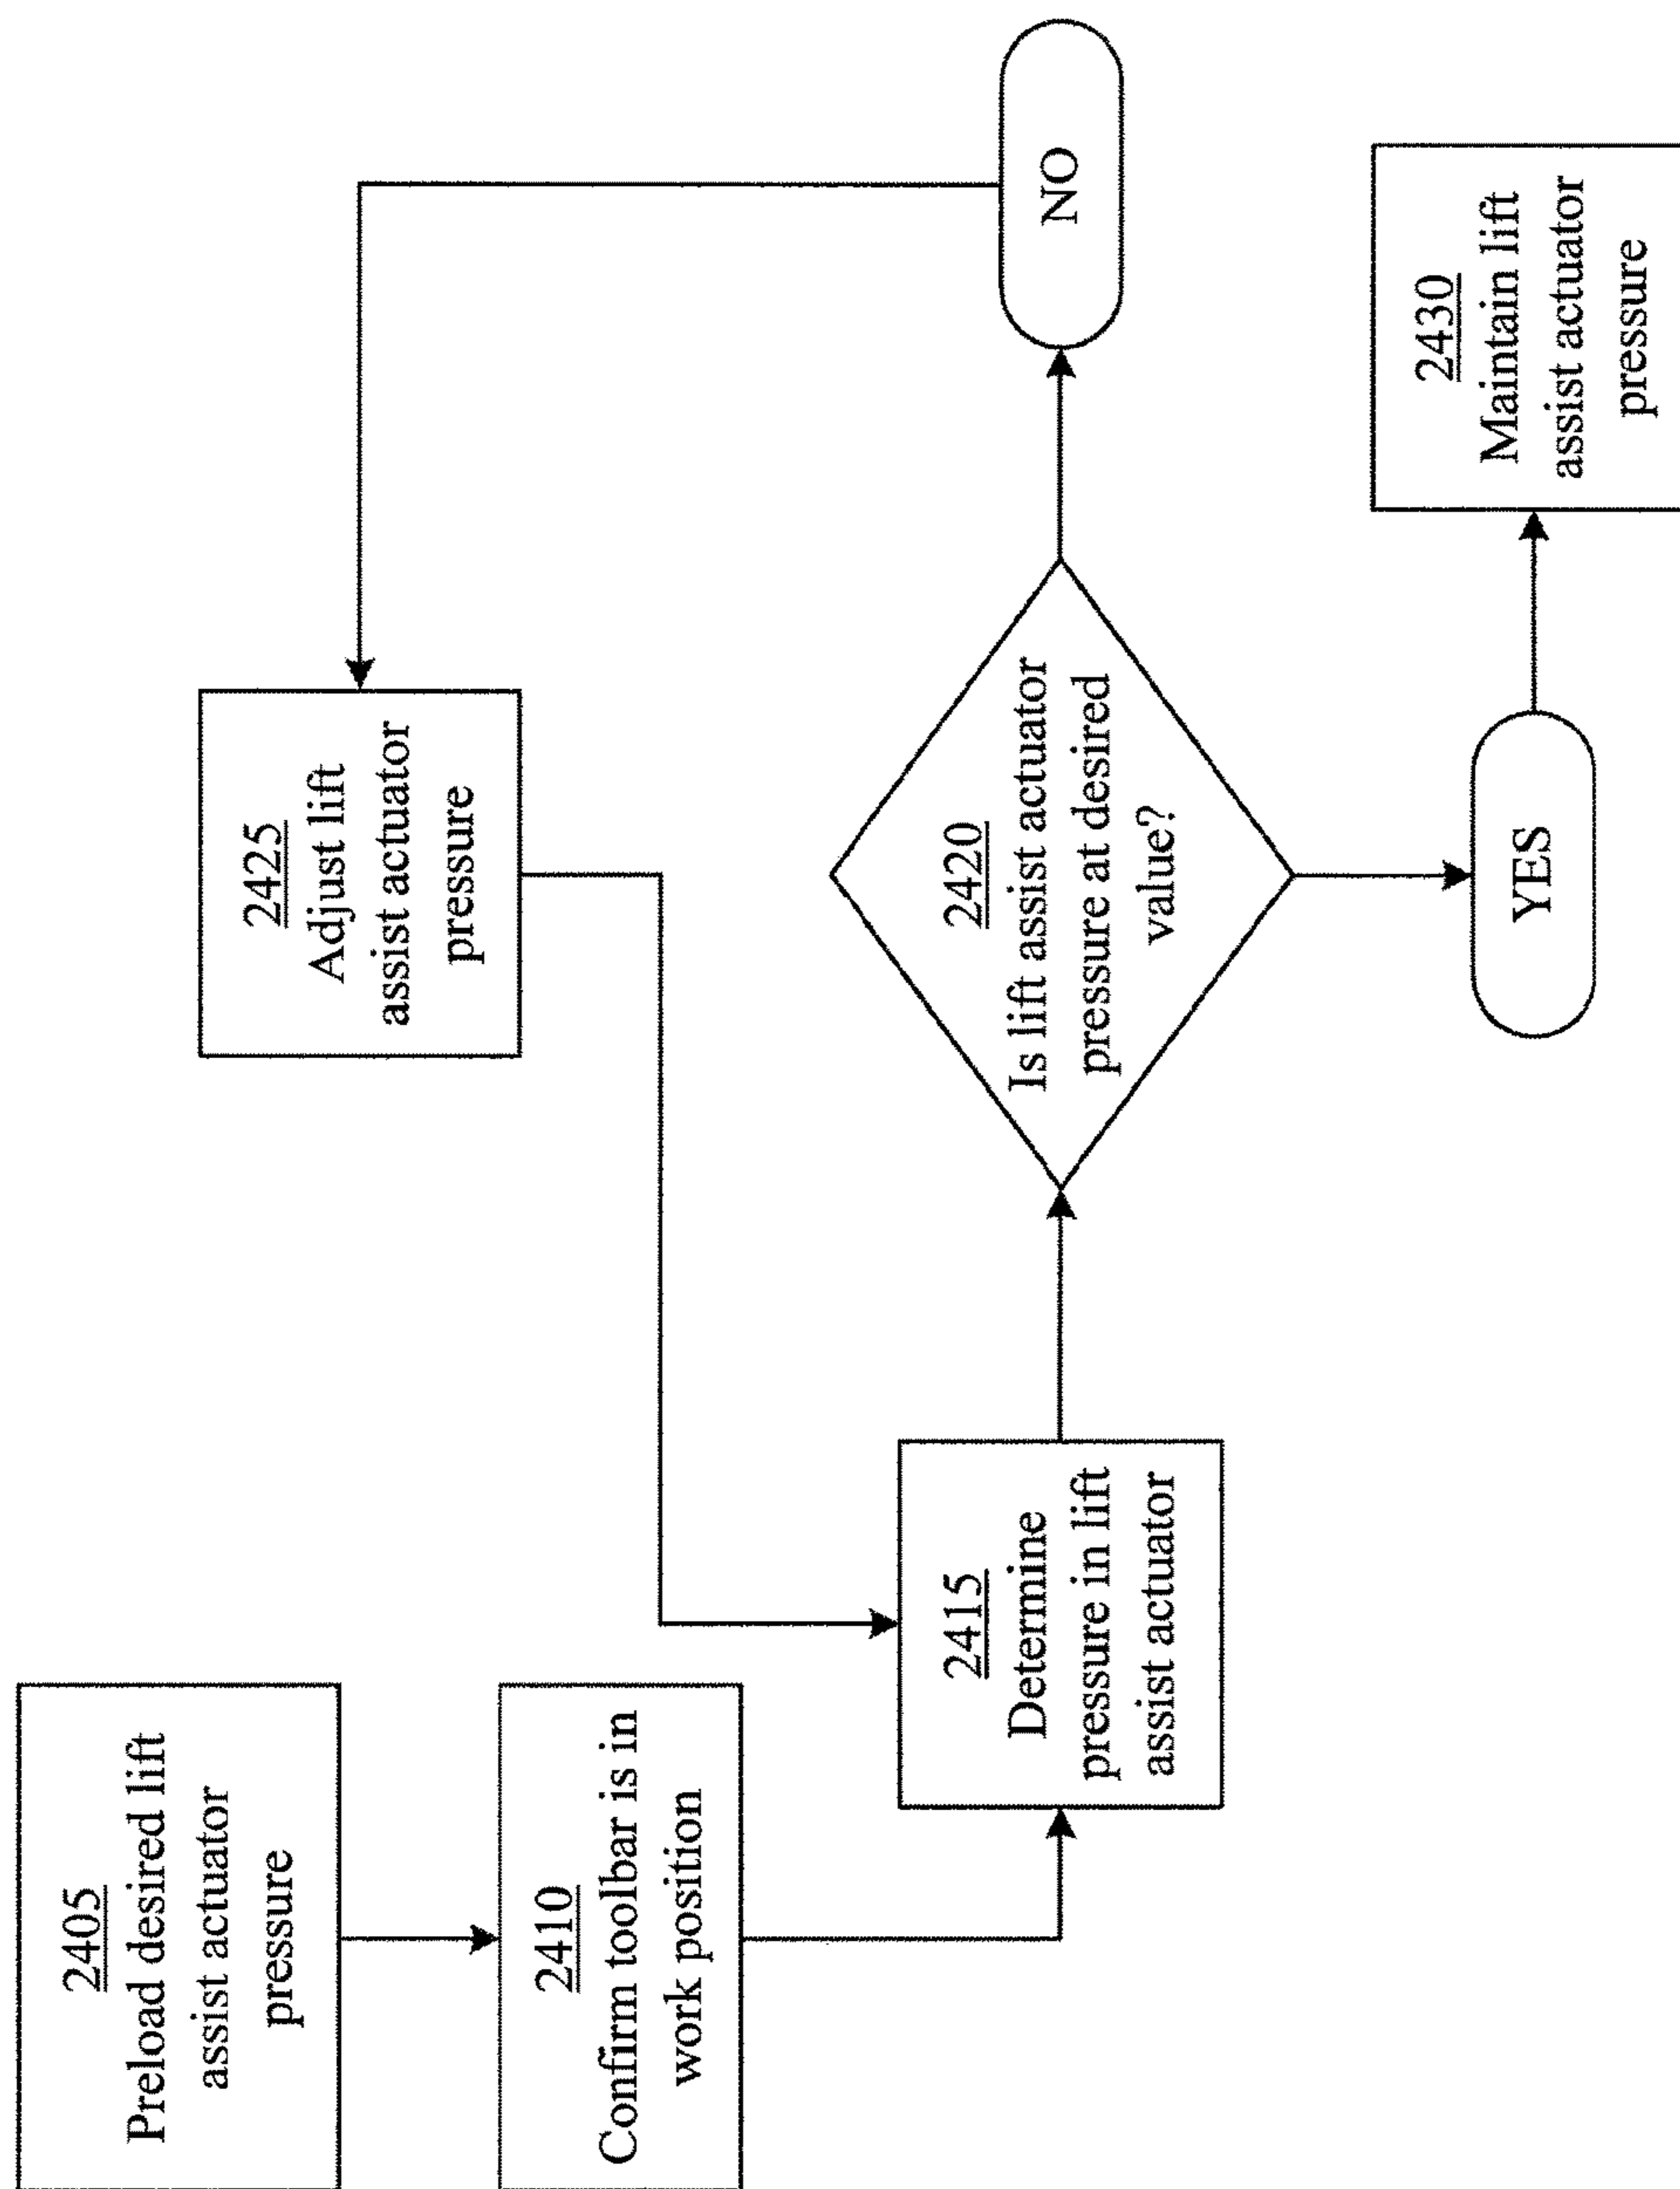 2405
Preload desired lift
assist actuator
pressure
2410
Confirm toolbar is in
work position
2415
Determine
pressure in lift
assist actuator
2420
Is lift assist actuator
pressure at desired
value?
NO
2425
Adjust lift
assist actuator
pressure
YES
2430
Maintain lift
assist actuator
pressure